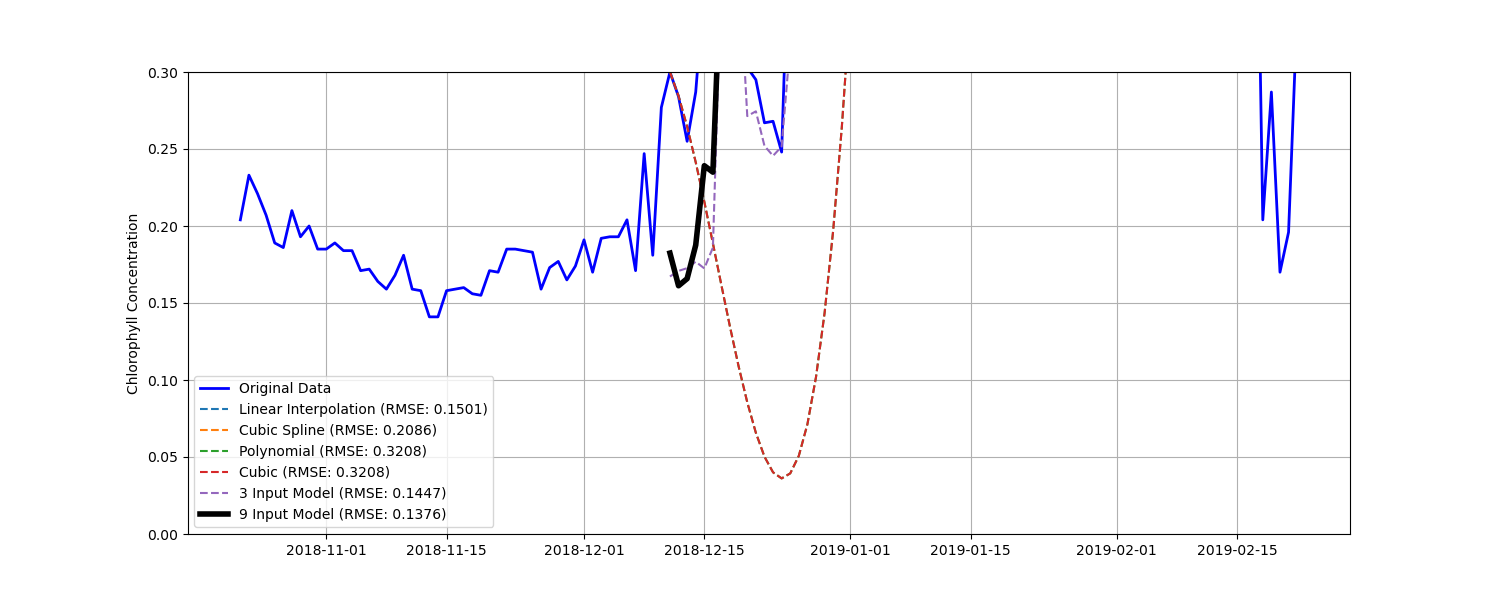 0.30
0.25
0.20
0.15
0.10
0.05
0.00
Chlorophyll Concentration
Original Data
Linear Interpolation (RMSE: 0.1501)
Cubic Spline (RMSE: 0.2086)
Polynomial (RMSE: 0.3208)
Cubic (RMSE: 0.3208)
3 Input Model (RMSE: 0.1447)
9 Input Model (RMSE: 0.1376)
2018-11-01 2018-11-15 2018-12-01 2018-12-15 2019-01-01 2019-01-15 2019-02-01 2019-02-15